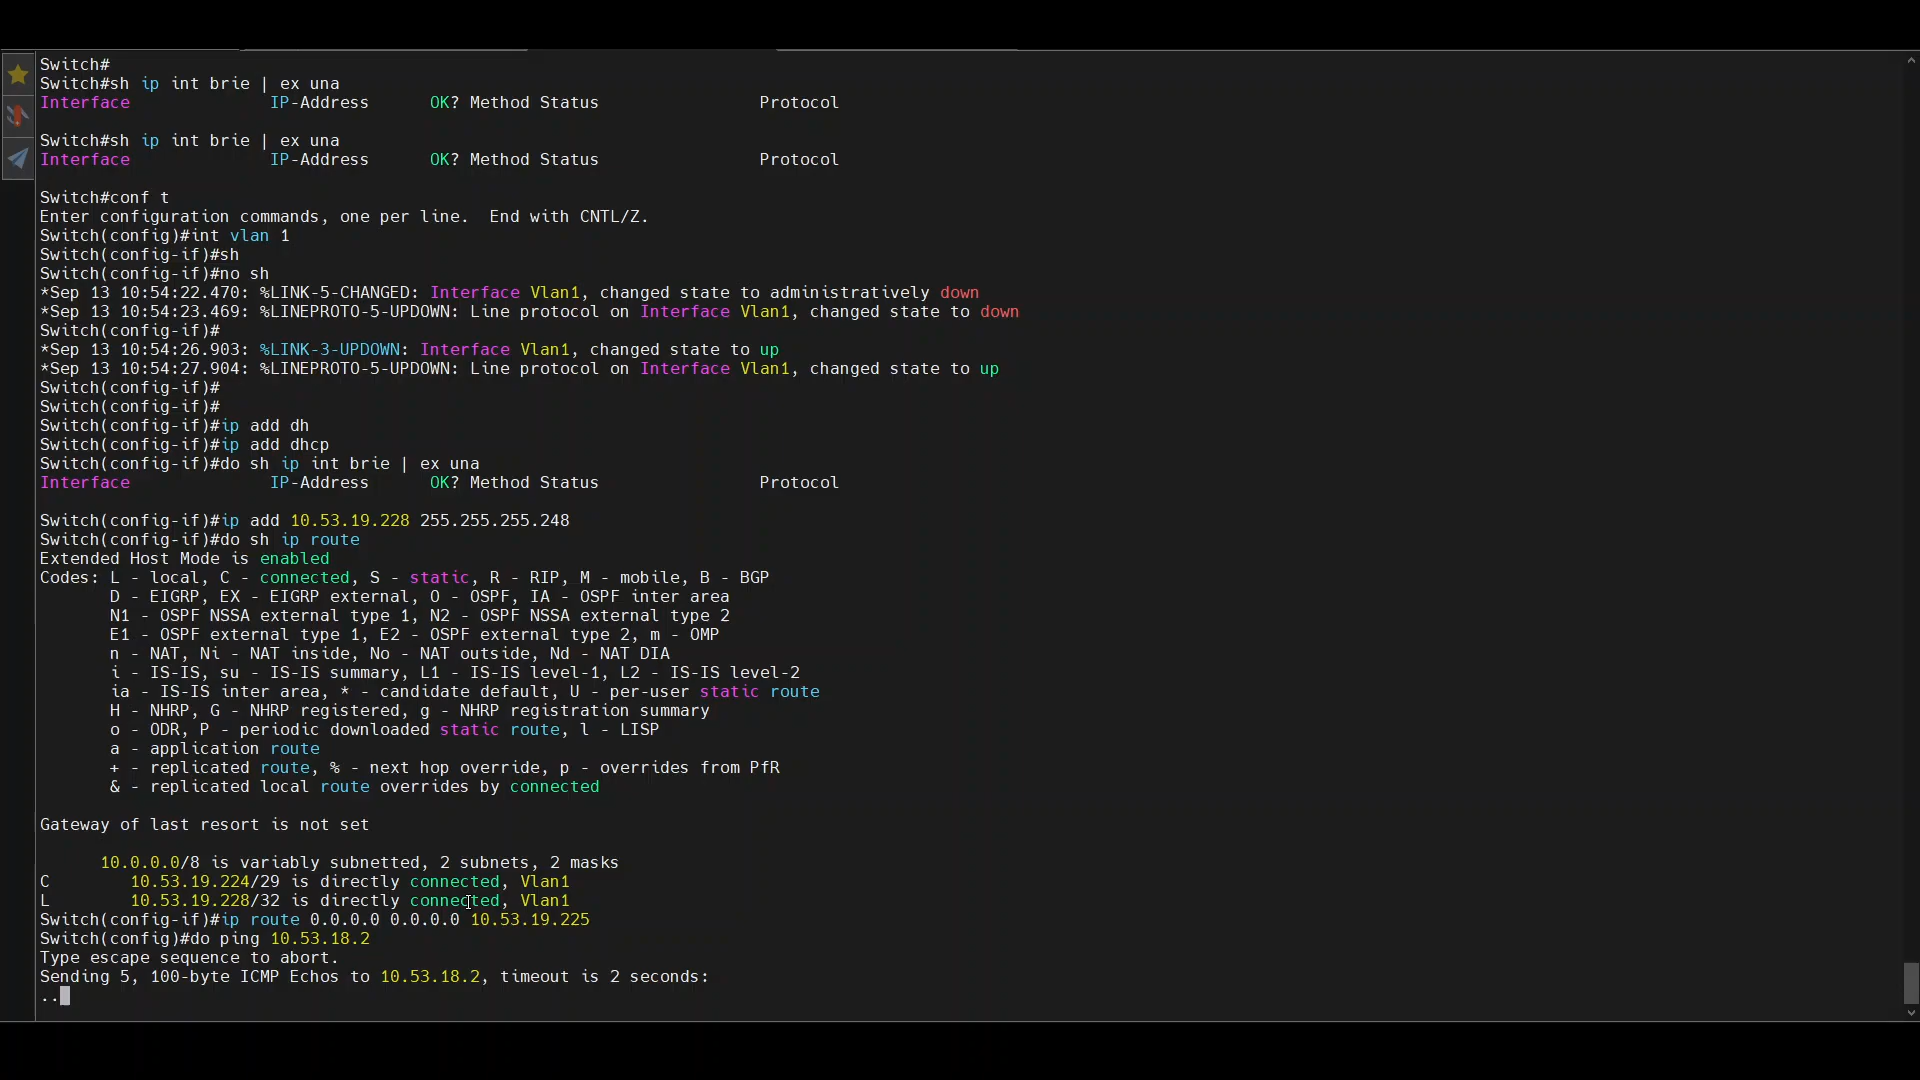 Switch#
Switch#sh ip int brie | ex una
Interface              IP-Address      OK? Method Status                Protocol
Switch#sh ip int brie | ex una
Interface              IP-Address      OK? Method Status                Protocol
Switch#conf t
Enter configuration commands, one per line.  End with CNTL/Z.
Switch(config)#int vlan 1
Switch(config-if)#sh
Switch(config-if)#no sh
*Sep 13 10:54:22.470: %LINK-5-CHANGED: Interface Vlan1, changed state to administratively down
*Sep 13 10:54:23.469: %LINEPROTO-5-UPDOWN: Line protocol on Interface Vlan1, changed state to down
Switch(config-if)#
*Sep 13 10:54:26.903: %LINK-3-UPDOWN: Interface Vlan1, changed state to up
*Sep 13 10:54:27.904: %LINEPROTO-5-UPDOWN: Line protocol on Interface Vlan1, changed state to up
Switch(config-if)#
Switch(config-if)#
Switch(config-if)#ip add dh
Switch(config-if)#ip add dhcp
Switch(config-if)#do sh ip int brie | ex una
Interface              IP-Address      OK? Method Status                Protocol
Switch(config-if)#ip add 10.53.19.228 255.255.255.248
Switch(config-if)#do sh ip route
Extended Host Mode is enabled
Codes: L - local, C - connected, S - static, R - RIP, M - mobile, B - BGP
       D - EIGRP, EX - EIGRP external, O - OSPF, IA - OSPF inter area
       N1 - OSPF NSSA external type 1, N2 - OSPF NSSA external type 2
       E1 - OSPF external type 1, E2 - OSPF external type 2, m - OMP
       n - NAT, Ni - NAT inside, No - NAT outside, Nd - NAT DIA
       i - IS-IS, su - IS-IS summary, L1 - IS-IS level-1, L2 - IS-IS level-2
       ia - IS-IS inter area, * - candidate default, U - per-user static route
       H - NHRP, G - NHRP registered, g - NHRP registration summary
       o - ODR, P - periodic downloaded static route, l - LISP
       a - application route
       + - replicated route, % - next hop override, p - overrides from PfR
       & - replicated local route overrides by connected
Gateway of last resort is not set
      10.0.0.0/8 is variably subnetted, 2 subnets, 2 masks
C        10.53.19.224/29 is directly connected, Vlan1
L        10.53.19.228/32 is directly connected, Vlan1
Switch(config-if)#ip route 0.0.0.0 0.0.0.0 10.53.19.225
Switch(config)#do ping 10.53.18.2
Type escape sequence to abort.
Sending 5, 100-byte ICMP Echos to 10.53.18.2, timeout is 2 seconds:
..